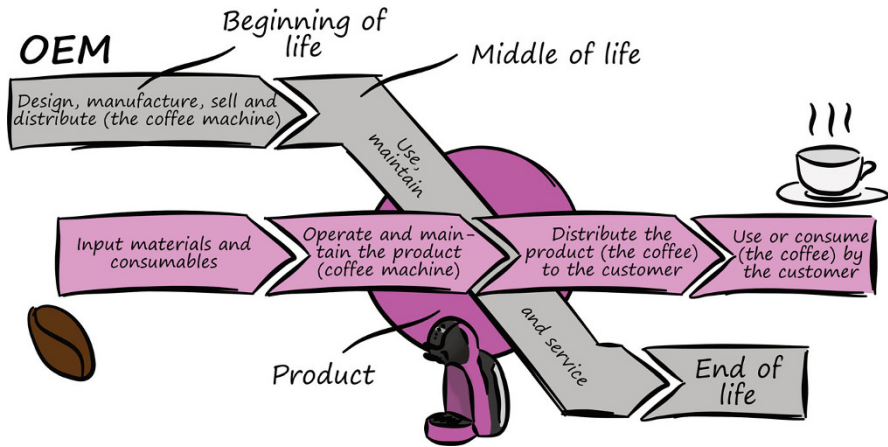 OEM
Beginning of
life
Middle of life
Design, manufacture, sell and
distribute (the coffee machine)
Use,
maintain
Input materials and
consumables
Operate and main-
tain the product
(coffee machine)
Distribute the
product (the coffee)
to the customer
Use or consume
(the coffee) by
the customer
and service
Product
End of
life